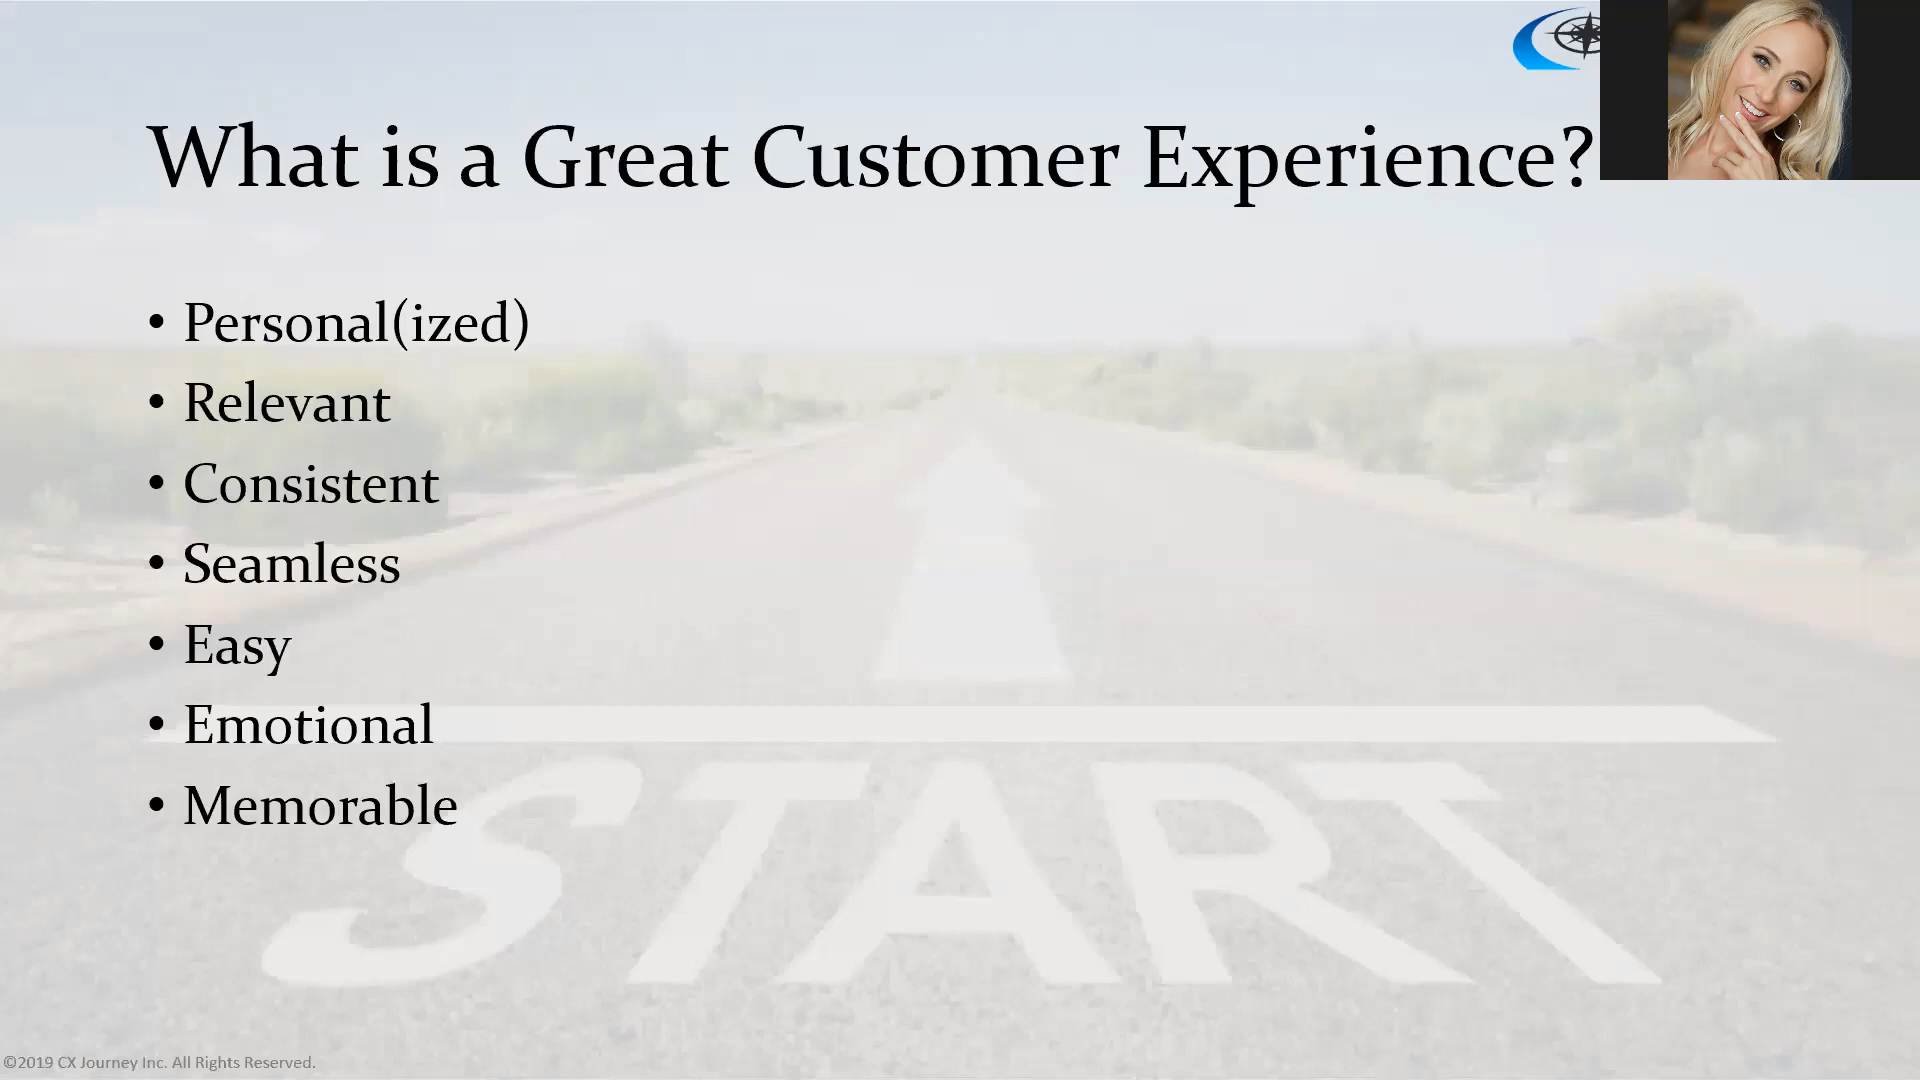 What is a Great Customer Experience?
• Personal(ized)
• Relevant
• Consistent
• Seamless
• Easy
• Emotional
• Memorable
START
©2019 CX Journey Inc. All Rights Reserved.